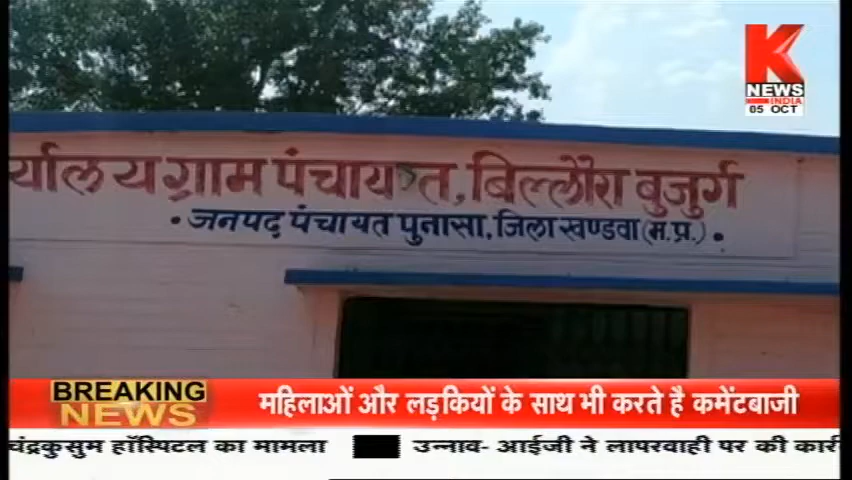 K
NEWS
INDIA
05 OCT
र्यालय ग्राम पंचायत, बिल्लौरा बुजुर्ग
• जनपद पंचायत पुनासा, जिला खण्डवा (म.प्र.) •
BREAKING
NEWS
महिलाओं और लड़कियों के साथ भी करते है कमेंटबाजी
चंद्रकुसुम हॉस्पिटल का मामला उन्नाव- आईजी ने लापरवाही पर की कार्र